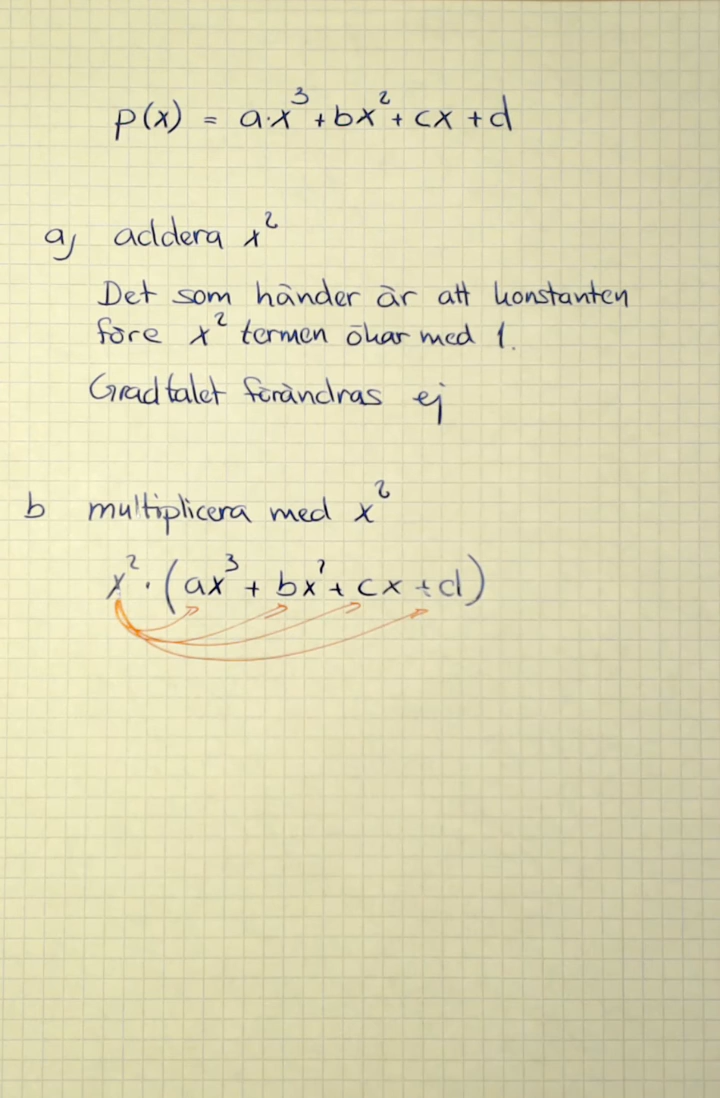 p(x) = a·x³+bx²+cx+d
a) addera x²
Det som händer är att konstanten
före x² termen ökar med 1.
Gradtalet förändras ej
b multiplicera med x²
x²·(ax³+bx²+cx+d)